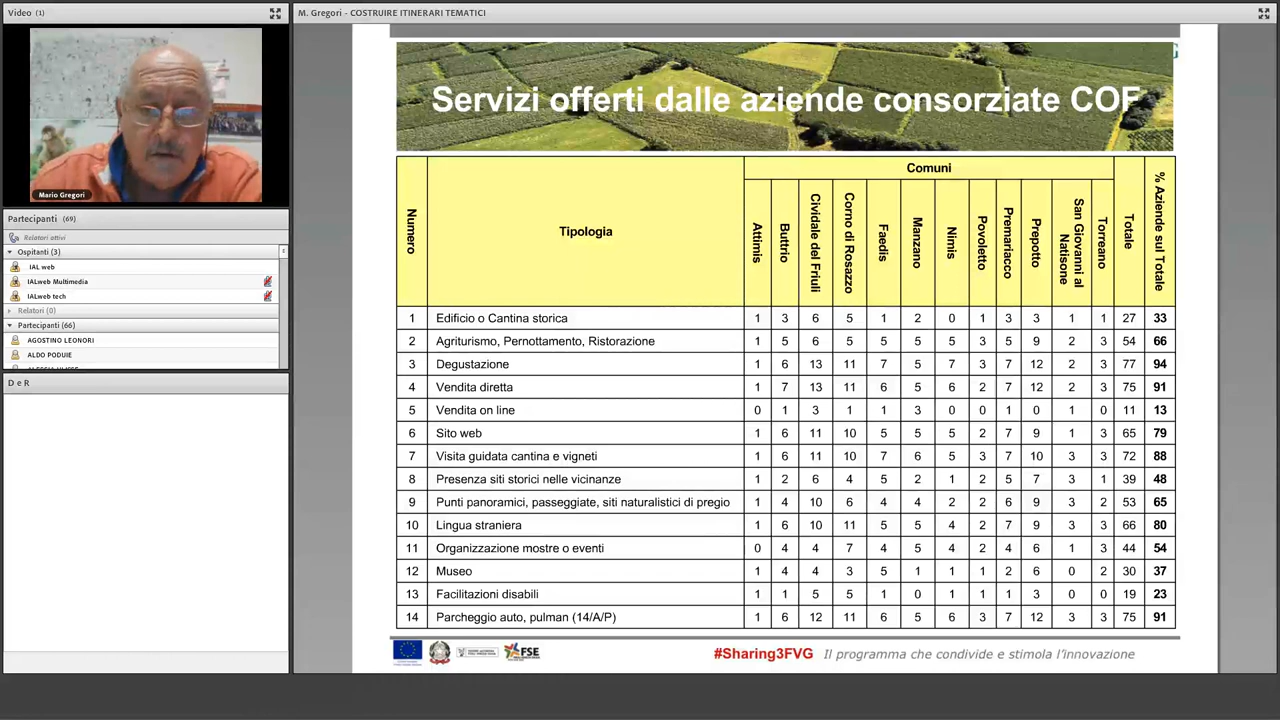 Video (1)
M. Gregori - COSTRUIRE ITINERARI TEMATICI
Mario Gregori
Partecipanti (69)
Relatori attivi
Ospitanti (3)
IAL web
IALweb Multimedia
IALweb tech
Relatori (0)
Partecipanti (66)
AGOSTINO LEONORI
ALDO PODUIE
D e R
Servizi offerti dalle aziende consorziate COF
Numero Tipologia Comuni Totale % Aziende sul Totale
Attimis Buttrio Cividale del Friuli Corno di Rosazzo Faedis Manzano Nimis Povoletto Premariacco Prepotto San Giovanni al Natisone Torreano
1 Edificio o Cantina storica 1 3 6 5 1 2 0 1 3 3 1 1 27 33
2 Agriturismo, Pernottamento, Ristorazione 1 5 6 5 5 5 5 3 5 9 2 3 54 66
3 Degustazione 1 6 13 11 7 5 7 3 7 12 2 3 77 94
4 Vendita diretta 1 7 13 11 6 5 6 2 7 12 2 3 75 91
5 Vendita on line 0 1 3 1 1 3 0 0 1 0 1 0 11 13
6 Sito web 1 6 11 10 5 5 5 2 7 9 1 3 65 79
7 Visita guidata cantina e vigneti 1 6 11 10 7 6 5 3 7 10 3 3 72 88
8 Presenza siti storici nelle vicinanze 1 2 6 4 5 2 1 2 5 7 3 1 39 48
9 Punti panoramici, passeggiate, siti naturalistici di pregio 1 4 10 6 4 4 2 2 6 9 3 2 53 65
10 Lingua straniera 1 6 10 11 5 5 4 2 7 9 3 3 66 80
11 Organizzazione mostre o eventi 0 4 4 7 4 5 4 2 4 6 1 3 44 54
12 Museo 1 4 4 3 5 1 1 1 2 6 0 2 30 37
13 Facilitazioni disabili 1 1 5 5 1 0 1 1 1 3 0 0 19 23
14 Parcheggio auto, pulman (14/A/P) 1 6 12 11 6 5 6 3 7 12 3 3 75 91
FSE
#Sharing3FVG Il programma che condivide e stimola l'innovazione